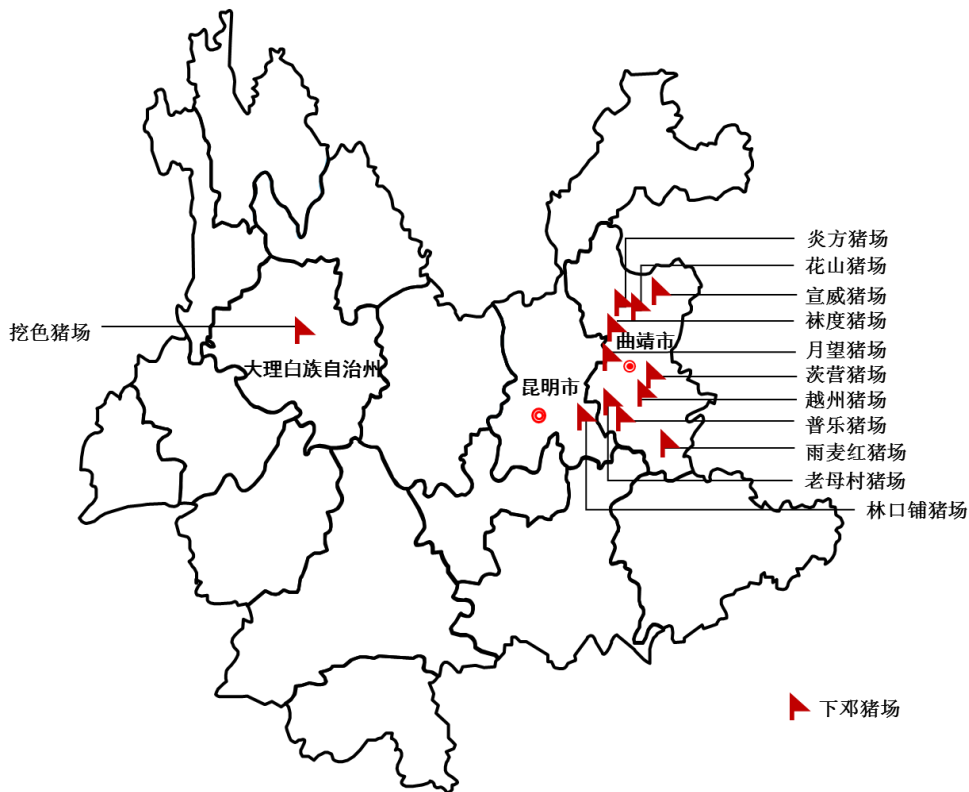 炎方猪场
花山猪场
宣威猪场
袜度猪场
挖色猪场
曲靖市
月望猪场
大理白族自治州
茨营猪场
昆明市
越州猪场
普乐猪场
雨麦红猪场
老母村猪场
林口铺猪场
下邓猪场